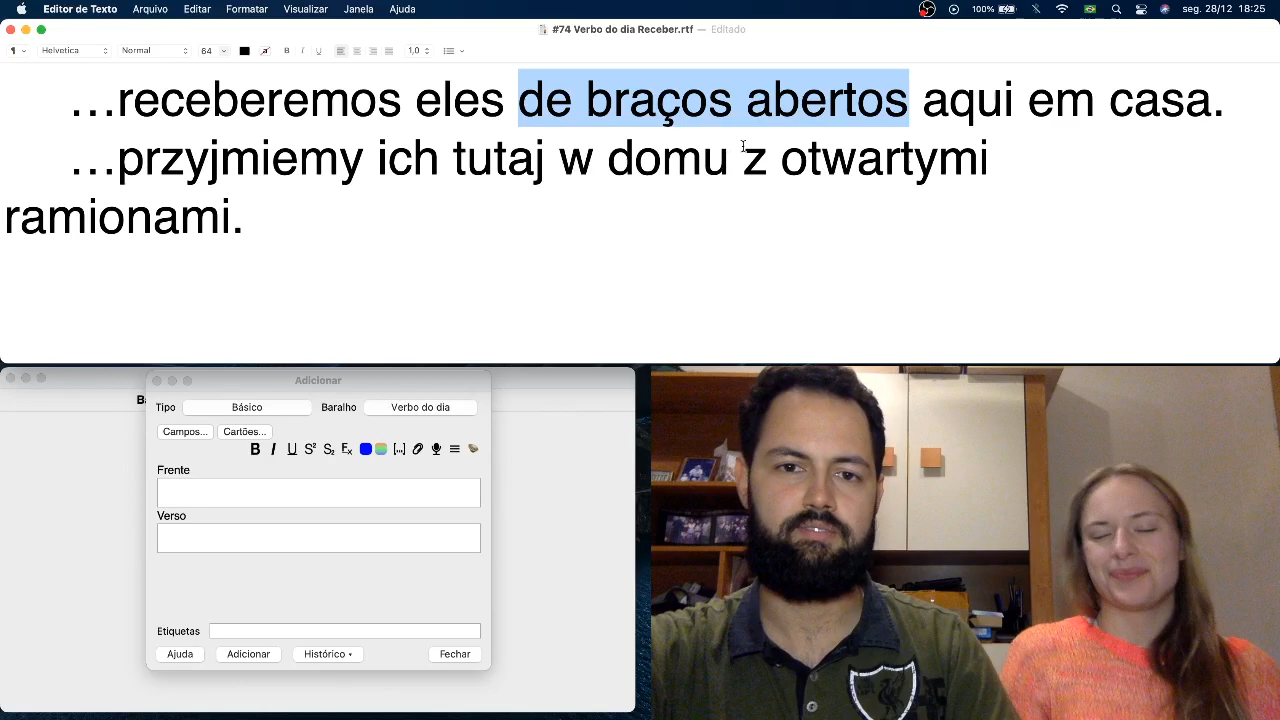 Editor de Texto Arquivo Editar Formatar Visualizar Janela Ajuda 100% seg. 28/12 18:25
#74 Verbo do dia Receber.rtf — Editado
¶ Helvetica Normal 64 B I U 1,0
…receberemos eles de braços abertos aqui em casa.
…przyjmiemy ich tutaj w domu z otwartymi
ramionami.
Adicionar
Tipo Básico Baralho Verbo do dia
Campos... Cartões...
B I U S² S₂ Eₓ [...]
Frente
Verso
Etiquetas
Ajuda Adicionar Histórico Fechar